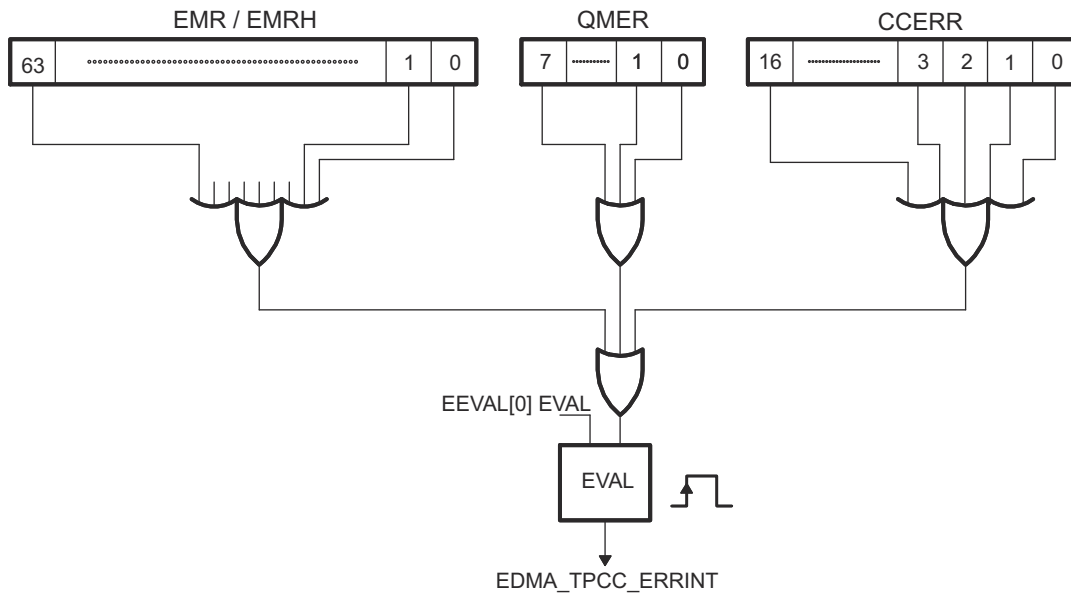 EMR / EMRH QMER CCERR
63 1 0 7 1 0 16 3 2 1 0
EEVAL[0] EVAL
EVAL
EDMA_TPCC_ERRINT